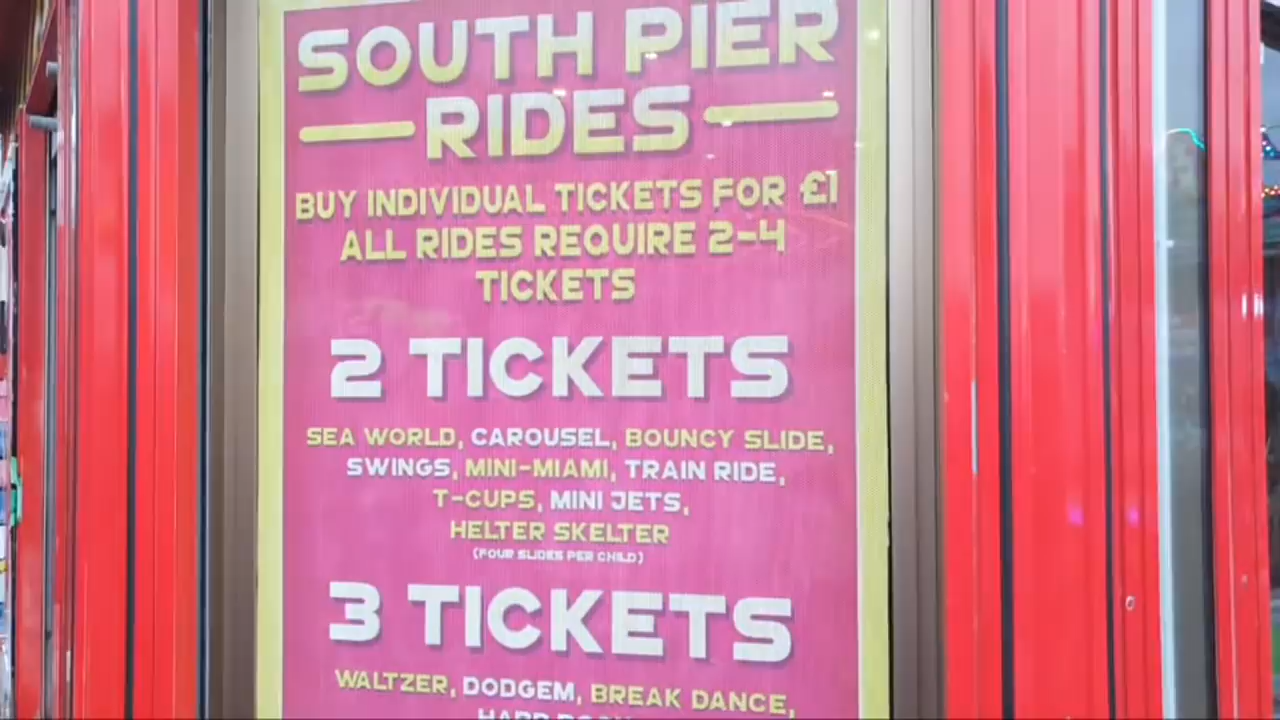 SOUTH PIER
RIDES
BUY INDIVIDUAL TICKETS FOR £1
ALL RIDES REQUIRE 2-4
TICKETS
2 TICKETS
SEA WORLD, CAROUSEL, BOUNCY SLIDE,
SWINGS, MINI-MIAMI, TRAIN RIDE,
T-CUPS, MINI JETS,
HELTER SKELTER
(FOUR SLIDES PER CHILD)
3 TICKETS
WALTZER, DODGEM, BREAK DANCE,